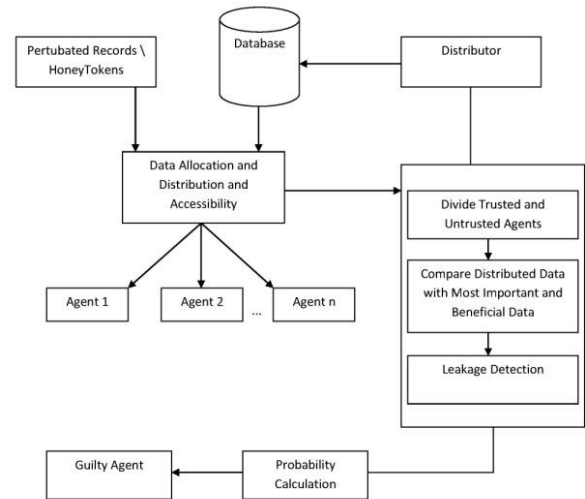 Pertubated Records \
HoneyTokens
Database
Distributor
Data Allocation and
Distribution and
Accessibility
Divide Trusted and
Untrusted Agents
Compare Distributed Data
with Most Important and
Beneficial Data
Leakage Detection
Agent 1
Agent 2
...
Agent n
Guilty Agent
Probability
Calculation